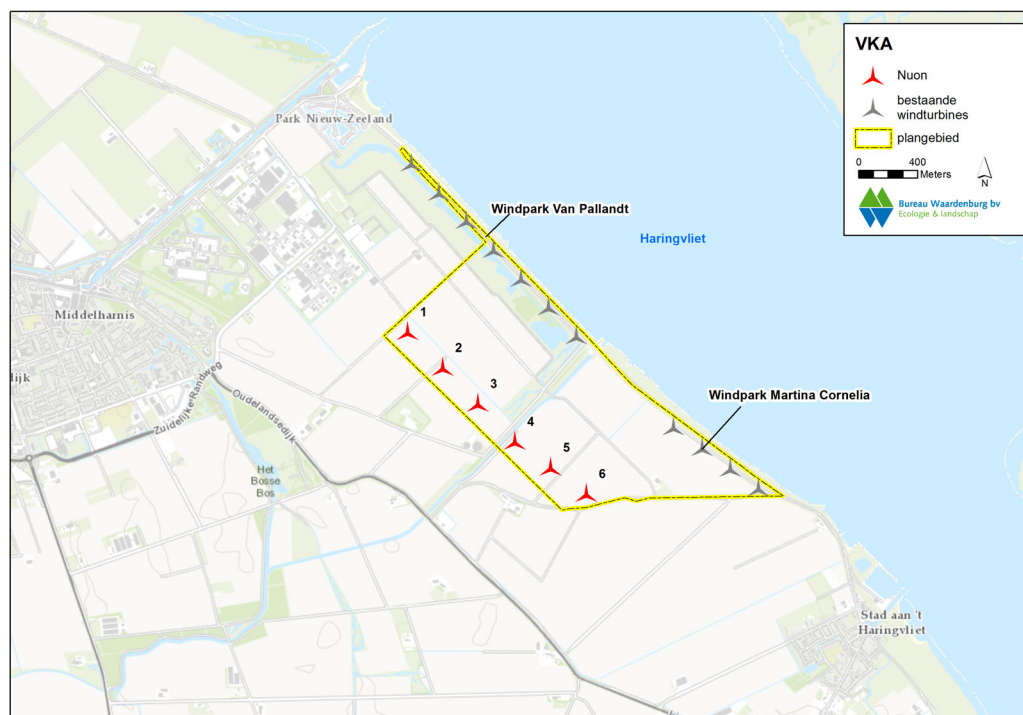 VKA
Nuon
bestaande
windturbines
plangebied
0 400
Meters
N
Bureau Waardenburg bv
Ecologie & landschap
Park Nieuw-Zeeland
Windpark Van Pallandt
Haringvliet
Middelharnis
dijk
Zuidelijke Randweg
Oudelandsedijk
Het
Bosse
Bos
1
2
3
4
5
6
Windpark Martina Cornelia
Stad aan 't
Haringvliet